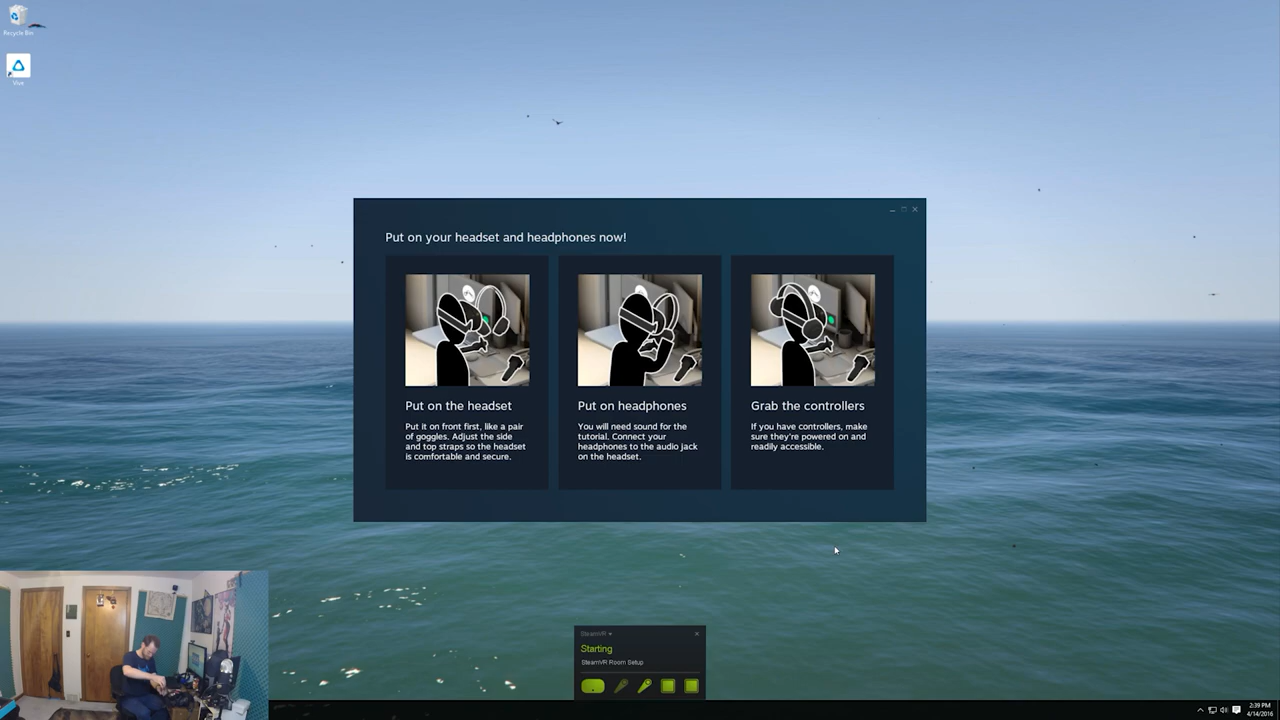 Recycle Bin
Vive
Put on your headset and headphones now!
Put on the headset
Put it on front first, like a pair
of goggles. Adjust the side
and top straps so the headset
is comfortable and secure.
Put on headphones
You will need sound for the
tutorial. Connect your
headphones to the audio jack
on the headset.
Grab the controllers
If you have controllers, make
sure they're powered on and
readily accessible.
SteamVR
Starting
SteamVR Room Setup
2:39 PM
4/14/2016